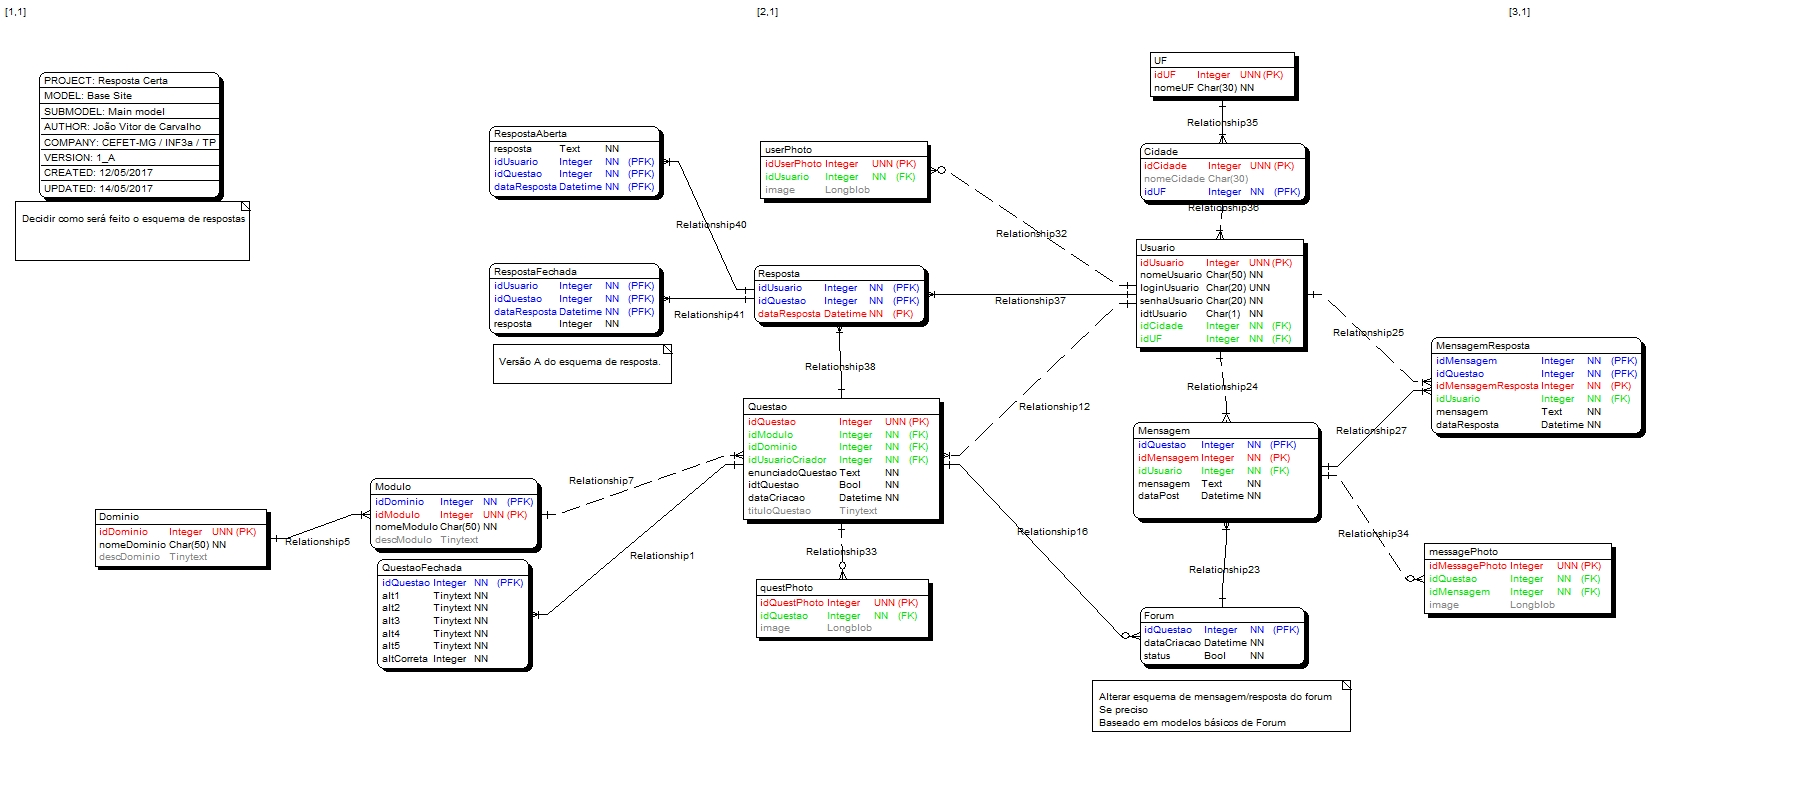 [1,1]
[2,1]
[3,1]
PROJECT: Resposta Certa
MODEL: Base Site
SUBMODEL: Main model
AUTHOR: João Vitor de Carvalho
COMPANY: CEFET-MG / INF3a / TP
VERSION: 1_A
CREATED: 12/05/2017
UPDATED: 14/05/2017
Decidir como será feito o esquema de respostas
RespostaAberta
resposta Text NN
idUsuario Integer NN (PFK)
idQuestao Integer NN (PFK)
dataResposta Datetime NN (PFK)
Relationship40
RespostaFechada
idUsuario Integer NN (PFK)
idQuestao Integer NN (PFK)
dataResposta Datetime NN (PFK)
resposta Integer NN
Relationship41
Versão A do esquema de resposta.
userPhoto
idUserPhoto Integer UNN (PK)
idUsuario Integer NN (FK)
image Longblob
Relationship32
Resposta
idUsuario Integer NN (PFK)
idQuestao Integer NN (PFK)
dataResposta Datetime NN (PK)
Relationship37
Relationship38
UF
idUF Integer UNN (PK)
nomeUF Char(30) NN
Relationship35
Cidade
idCidade Integer UNN (PK)
nomeCidade Char(30)
idUF Integer NN (PFK)
Relationship36
Usuario
idUsuario Integer UNN (PK)
nomeUsuario Char(50) NN
loginUsuario Char(20) UNN
senhaUsuario Char(20) NN
idtUsuario Char(1) NN
idCidade Integer NN (FK)
idUF Integer NN (FK)
Relationship25
Relationship24
Relationship12
MensagemResposta
idMensagem Integer NN (PFK)
idQuestao Integer NN (PFK)
idMensagemResposta Integer NN (PK)
idUsuario Integer NN (FK)
mensagem Text NN
dataResposta Datetime NN
Relationship27
Questao
idQuestao Integer UNN (PK)
idModulo Integer NN (FK)
idDominio Integer NN (FK)
idUsuarioCriador Integer NN (FK)
enunciadoQuestao Text NN
idtQuestao Bool NN
dataCriacao Datetime NN
tituloQuestao Tinytext
Mensagem
idQuestao Integer NN (PFK)
idMensagem Integer NN (PK)
idUsuario Integer NN (FK)
mensagem Text NN
dataPost Datetime NN
Relationship7
Modulo
idDominio Integer NN (PFK)
idModulo Integer UNN (PK)
nomeModulo Char(50) NN
descModulo Tinytext
Dominio
idDominio Integer UNN (PK)
nomeDominio Char(50) NN
descDominio Tinytext
Relationship5
Relationship1
QuestaoFechada
idQuestao Integer NN (PFK)
alt1 Tinytext NN
alt2 Tinytext NN
alt3 Tinytext NN
alt4 Tinytext NN
alt5 Tinytext NN
altCorreta Integer NN
Relationship33
questPhoto
idQuestPhoto Integer UNN (PK)
idQuestao Integer NN (FK)
image Longblob
Relationship16
Relationship34
Relationship23
messagePhoto
idMessagePhoto Integer UNN (PK)
idQuestao Integer NN (FK)
idMensagem Integer NN (FK)
image Longblob
Forum
idQuestao Integer NN (PFK)
dataCriacao Datetime NN
status Bool NN
Alterar esquema de mensagem/resposta do forum
Se preciso
Baseado em modelos básicos de Forum